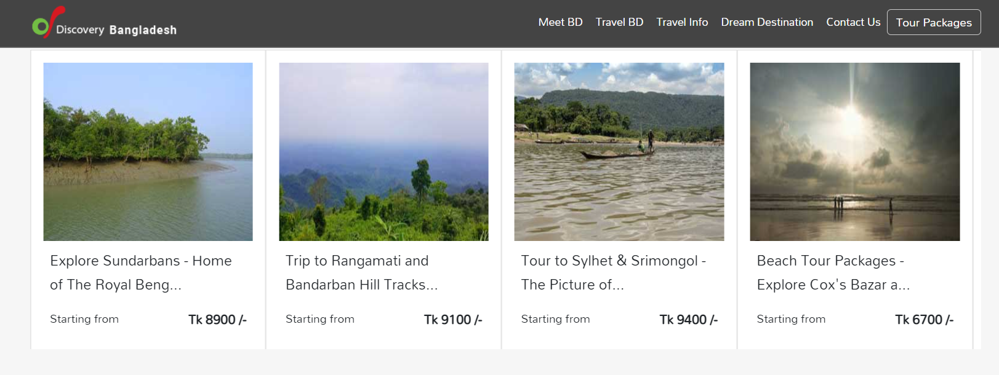 Discovery Bangladesh
Meet BD
Travel BD
Travel Info
Dream Destination
Contact Us
Tour Packages
Explore Sundarbans - Home
of The Royal Beng...
Starting from
Tk 8900 /-
Trip to Rangamati and
Bandarban Hill Tracks...
Starting from
Tk 9100 /-
Tour to Sylhet & Srimongol -
The Picture of...
Starting from
Tk 9400 /-
Beach Tour Packages -
Explore Cox's Bazar a...
Starting from
Tk 6700 /-